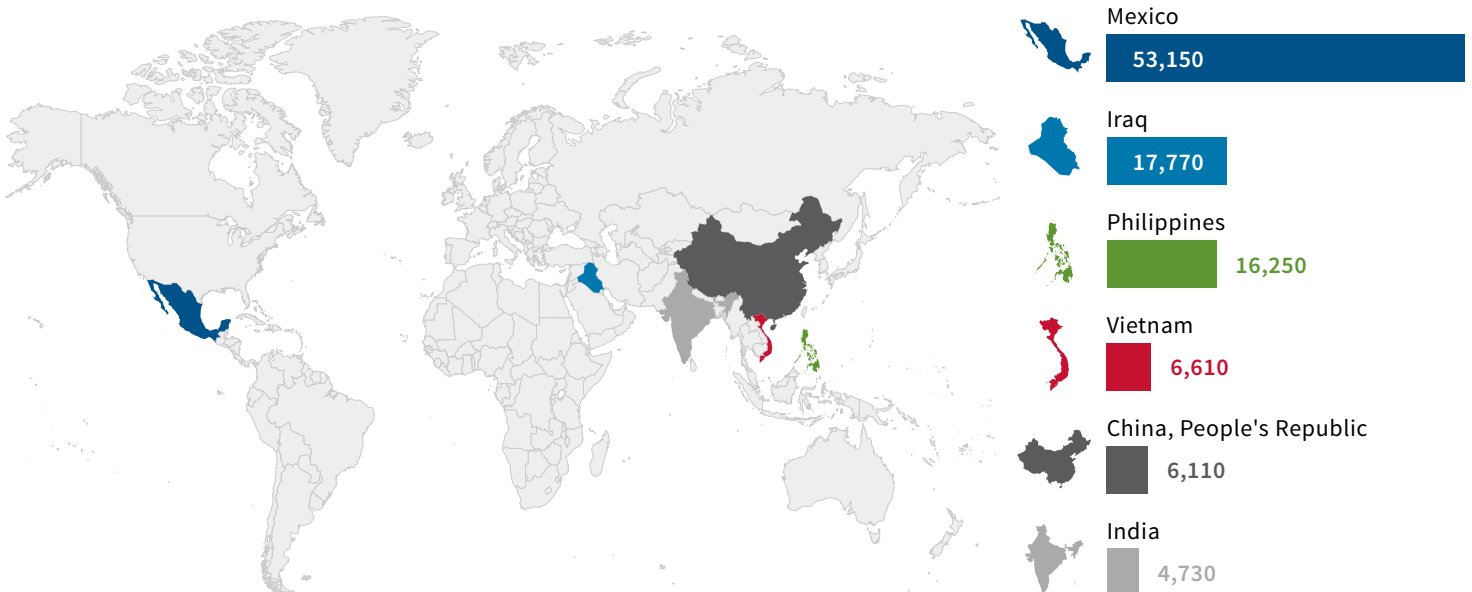 Mexico
53,150
Iraq
17,770
Philippines
16,250
Vietnam
6,610
China, People's Republic
6,110
India
4,730